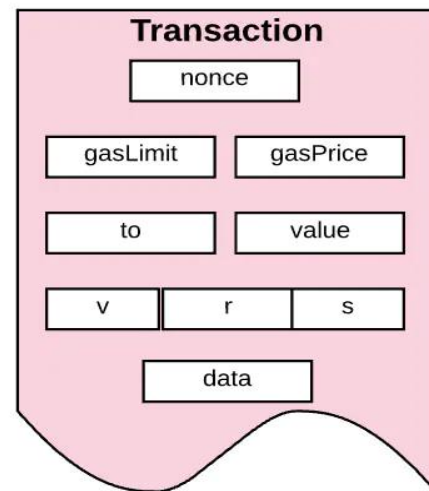 Transaction
nonce
gasLimit gasPrice
to value
v r s
data